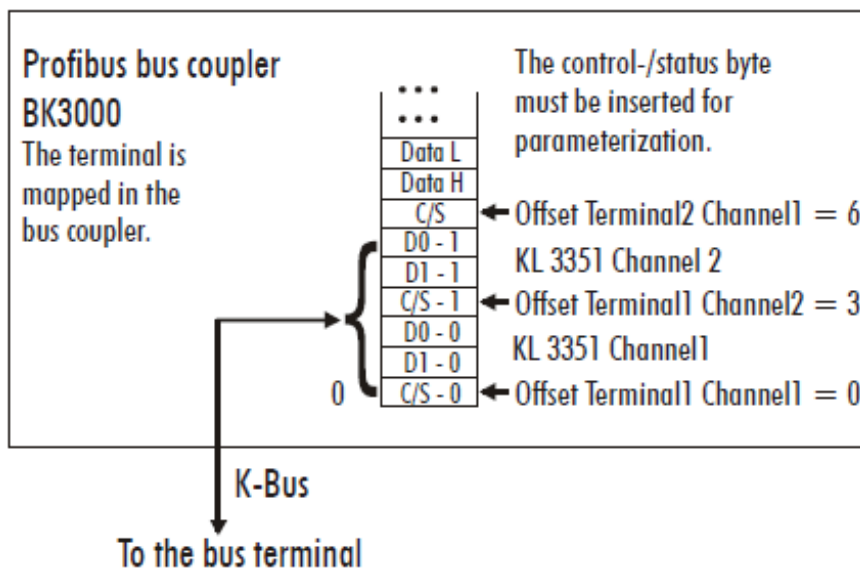 Profibus bus coupler
BK3000
The terminal is
mapped in the
bus coupler.
The control-/status byte
must be inserted for
parameterization.
•••
•••
Data L
Data H
C/S
Offset Terminal2 Channel1 = 6
D0 - 1
KL 3351 Channel 2
D1 - 1
C/S - 1
Offset Terminal1 Channel2 = 3
D0 - 0
KL 3351 Channel1
D1 - 0
0
C/S - 0
Offset Terminal1 Channel1 = 0
K-Bus
To the bus terminal